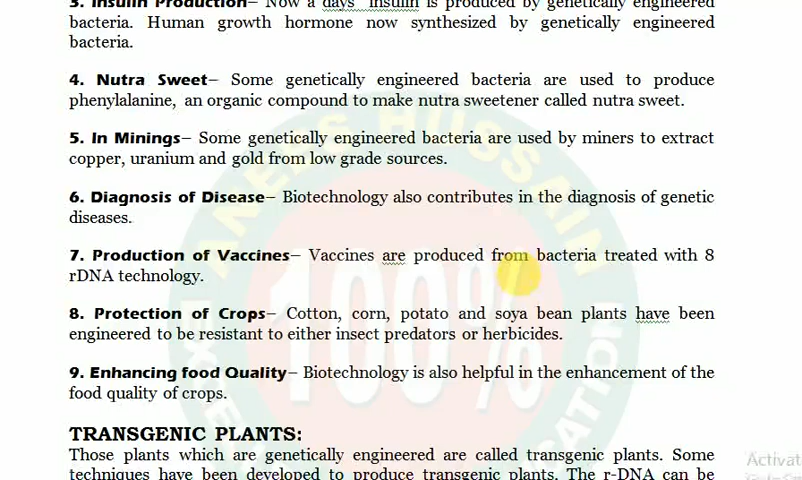 3. Insulin Production– Now a days insulin is produced by genetically engineered
bacteria. Human growth hormone now synthesized by genetically engineered
bacteria.
4. Nutra Sweet– Some genetically engineered bacteria are used to produce
phenylalanine, an organic compound to make nutra sweetener called nutra sweet.
5. In Minings– Some genetically engineered bacteria are used by miners to extract
copper, uranium and gold from low grade sources.
6. Diagnosis of Disease– Biotechnology also contributes in the diagnosis of genetic
diseases.
7. Production of Vaccines– Vaccines are produced from bacteria treated with 8
rDNA technology.
8. Protection of Crops– Cotton, corn, potato and soya bean plants have been
engineered to be resistant to either insect predators or herbicides.
9. Enhancing food Quality– Biotechnology is also helpful in the enhancement of the
food quality of crops.
TRANSGENIC PLANTS:
Those plants which are genetically engineered are called transgenic plants. Some
techniques have been developed to produce transgenic plants. The r-DNA can be
ANEES HUSSAIN
100%
Activat